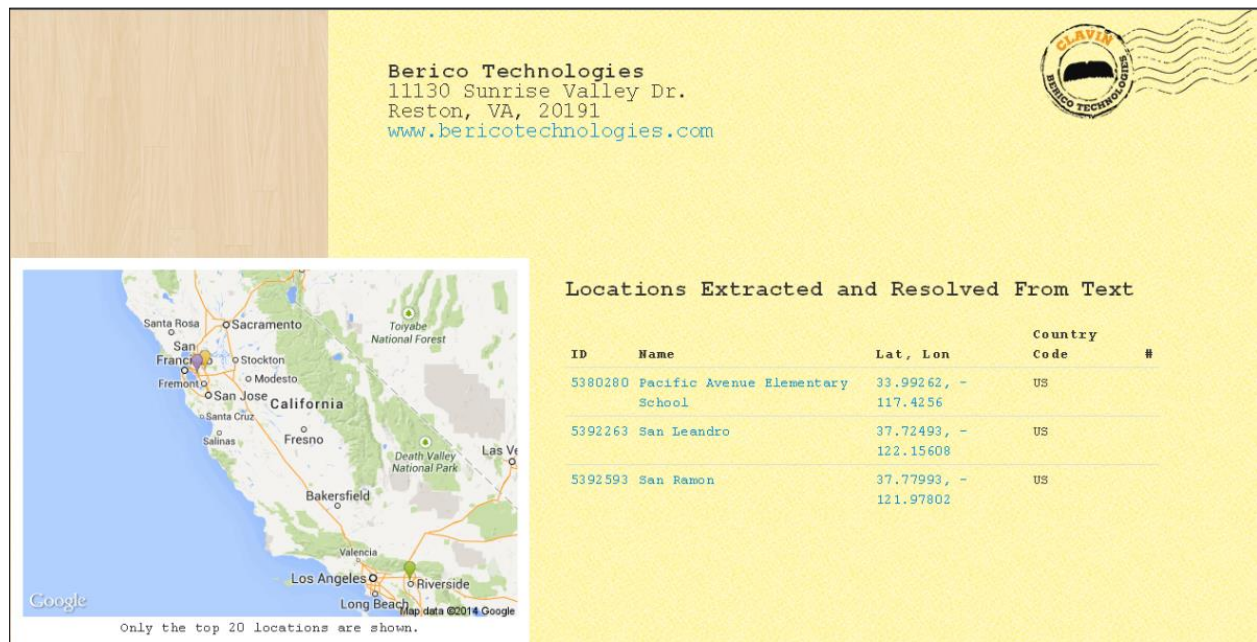 Berico Technologies
11130 Sunrise Valley Dr.
Reston, VA, 20191
www.bericotechnologies.com
CLAVIN
BERICO TECHNOLOGIES
Santa Rosa
Sacramento
Toiyabe
National Forest
San
Franc
Stockton
Fremont
Modesto
San Jose
California
Santa Cruz
Salinas
Fresno
Death Valley
National Park
Las Ve
Bakersfield
Valencia
Los Angeles
Riverside
Long Beach
Google
Map data ©2014 Google
Only the top 20 locations are shown.
Locations Extracted and Resolved From Text
Country
ID Name Lat, Lon Code #
5380280 Pacific Avenue Elementary 33.99262, - US
School 117.4256
5392263 San Leandro 37.72493, - US
122.15608
5392593 San Ramon 37.77993, - US
121.97802